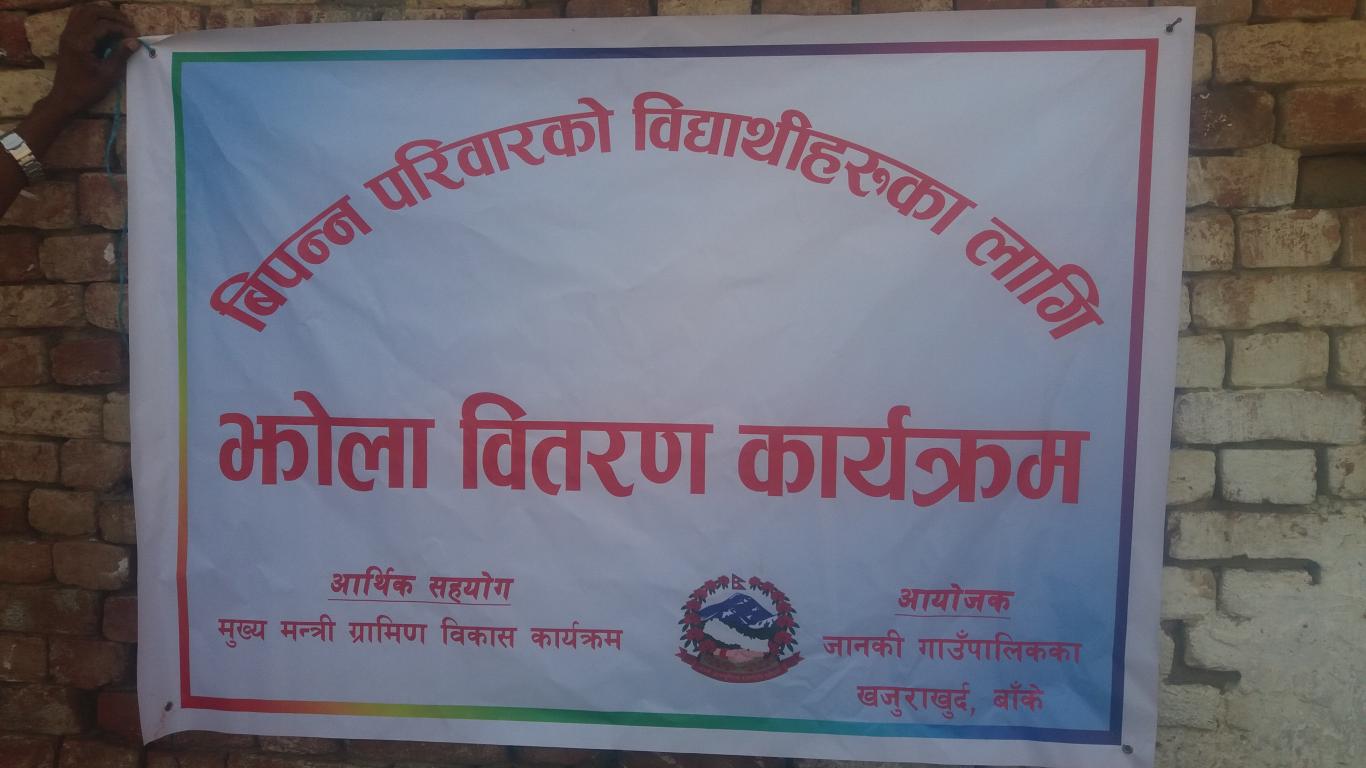 बिपन्न परिवारको विद्याथीहरुका लागि
झोला वितरण कार्यक्रम
आर्थिक सहयोग
मुख्य मन्त्री ग्रामिण विकास कार्यक्रम
आयोजक
जानकी गाउँपालिकका
खजुराखुर्द, बाँके